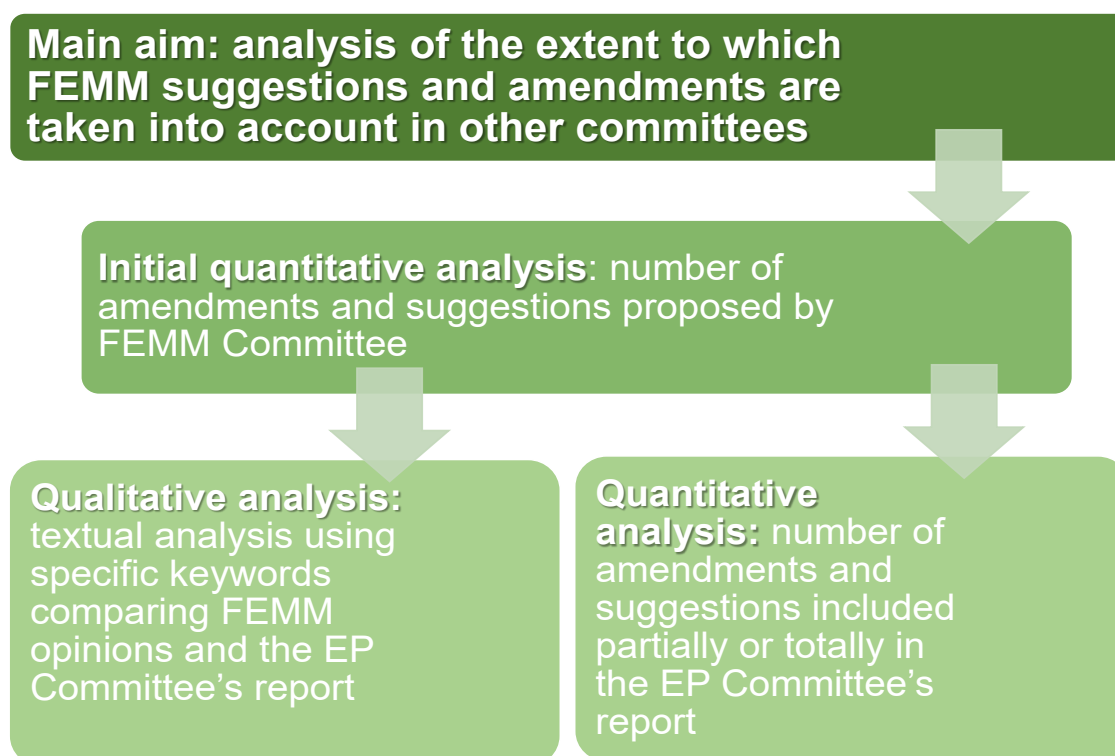 Main aim: analysis of the extent to which
FEMM suggestions and amendments are
taken into account in other committees
Initial quantitative analysis: number of
amendments and suggestions proposed by
FEMM Committee
Qualitative analysis:
textual analysis using
specific keywords
comparing FEMM
opinions and the EP
Committee’s report
Quantitative
analysis: number of
amendments and
suggestions included
partially or totally in
the EP Committee’s
report